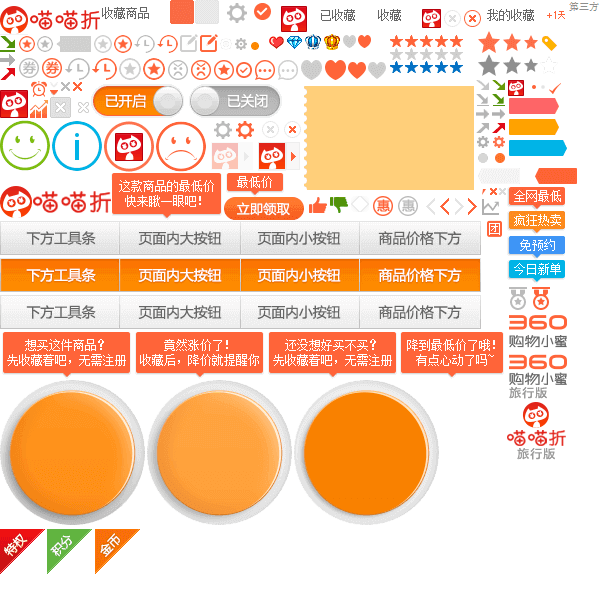 喵喵折
收藏商品
已收藏
收藏
我的收藏
+1天
第三方
券
券
已开启
已关闭
喵喵折
这款商品的最低价
快来瞅一眼吧!
最低价
立即领取
惠
惠
团
全网最低
疯狂热卖
免预约
今日新单
下方工具条
页面内大按钮
页面内小按钮
商品价格下方
下方工具条
页面内大按钮
页面内小按钮
商品价格下方
下方工具条
页面内大按钮
页面内小按钮
商品价格下方
360
购物小蜜
360
购物小蜜
旅行版
喵喵折
旅行版
想买这件商品?
先收藏着吧，无需注册
竟然涨价了!
收藏后，降价就提醒你
还没想好买不买?
先收藏着吧，无需注册
降到最低价了哦!
有点心动了吗~
特权
积分
金币